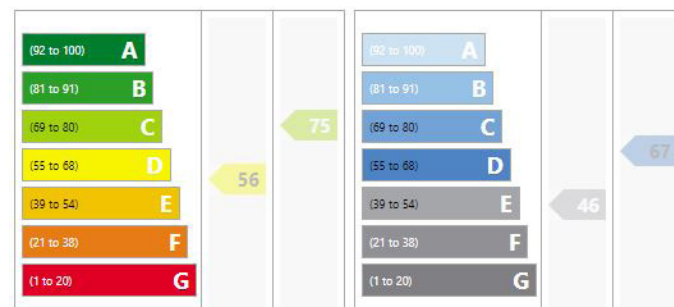 (92 to 100) A
(81 to 91) B
(69 to 80) C
75
(55 to 68) D
56
(39 to 54) E
(21 to 38) F
(1 to 20) G
(92 to 100) A
(81 to 91) B
(69 to 80) C
(55 to 68) D
67
(39 to 54) E
46
(21 to 38) F
(1 to 20) G